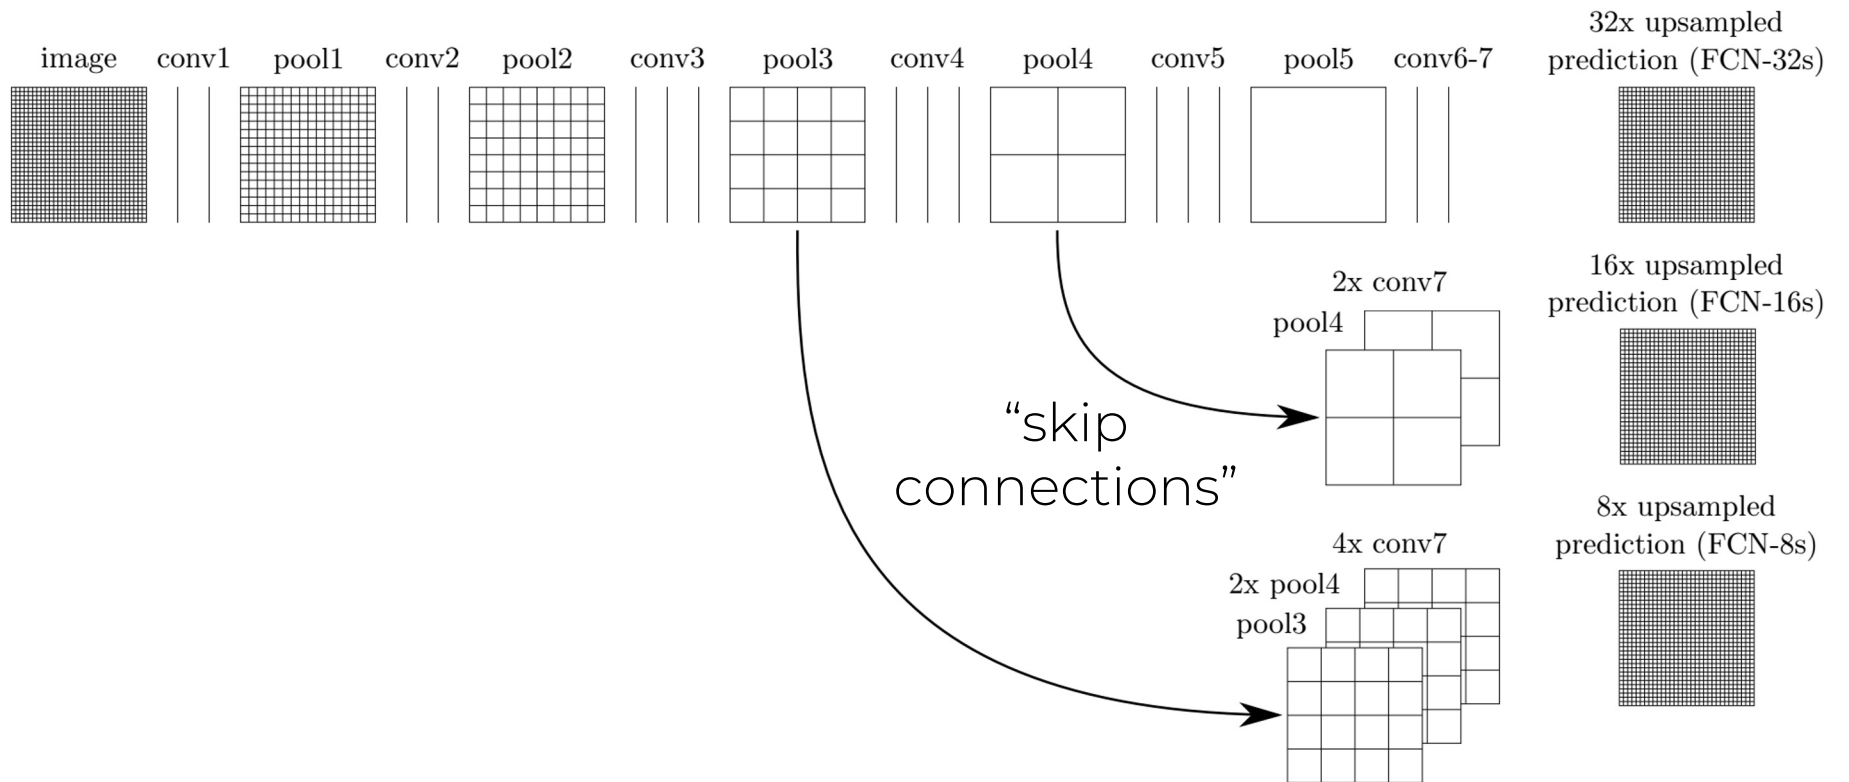 image conv1 pool1 conv2 pool2 conv3 pool3 conv4 pool4 conv5 pool5 conv6-7
32x upsampled
prediction (FCN-32s)
2x conv7
pool4
16x upsampled
prediction (FCN-16s)
“skip
connections”
4x conv7
2x pool4
pool3
8x upsampled
prediction (FCN-8s)